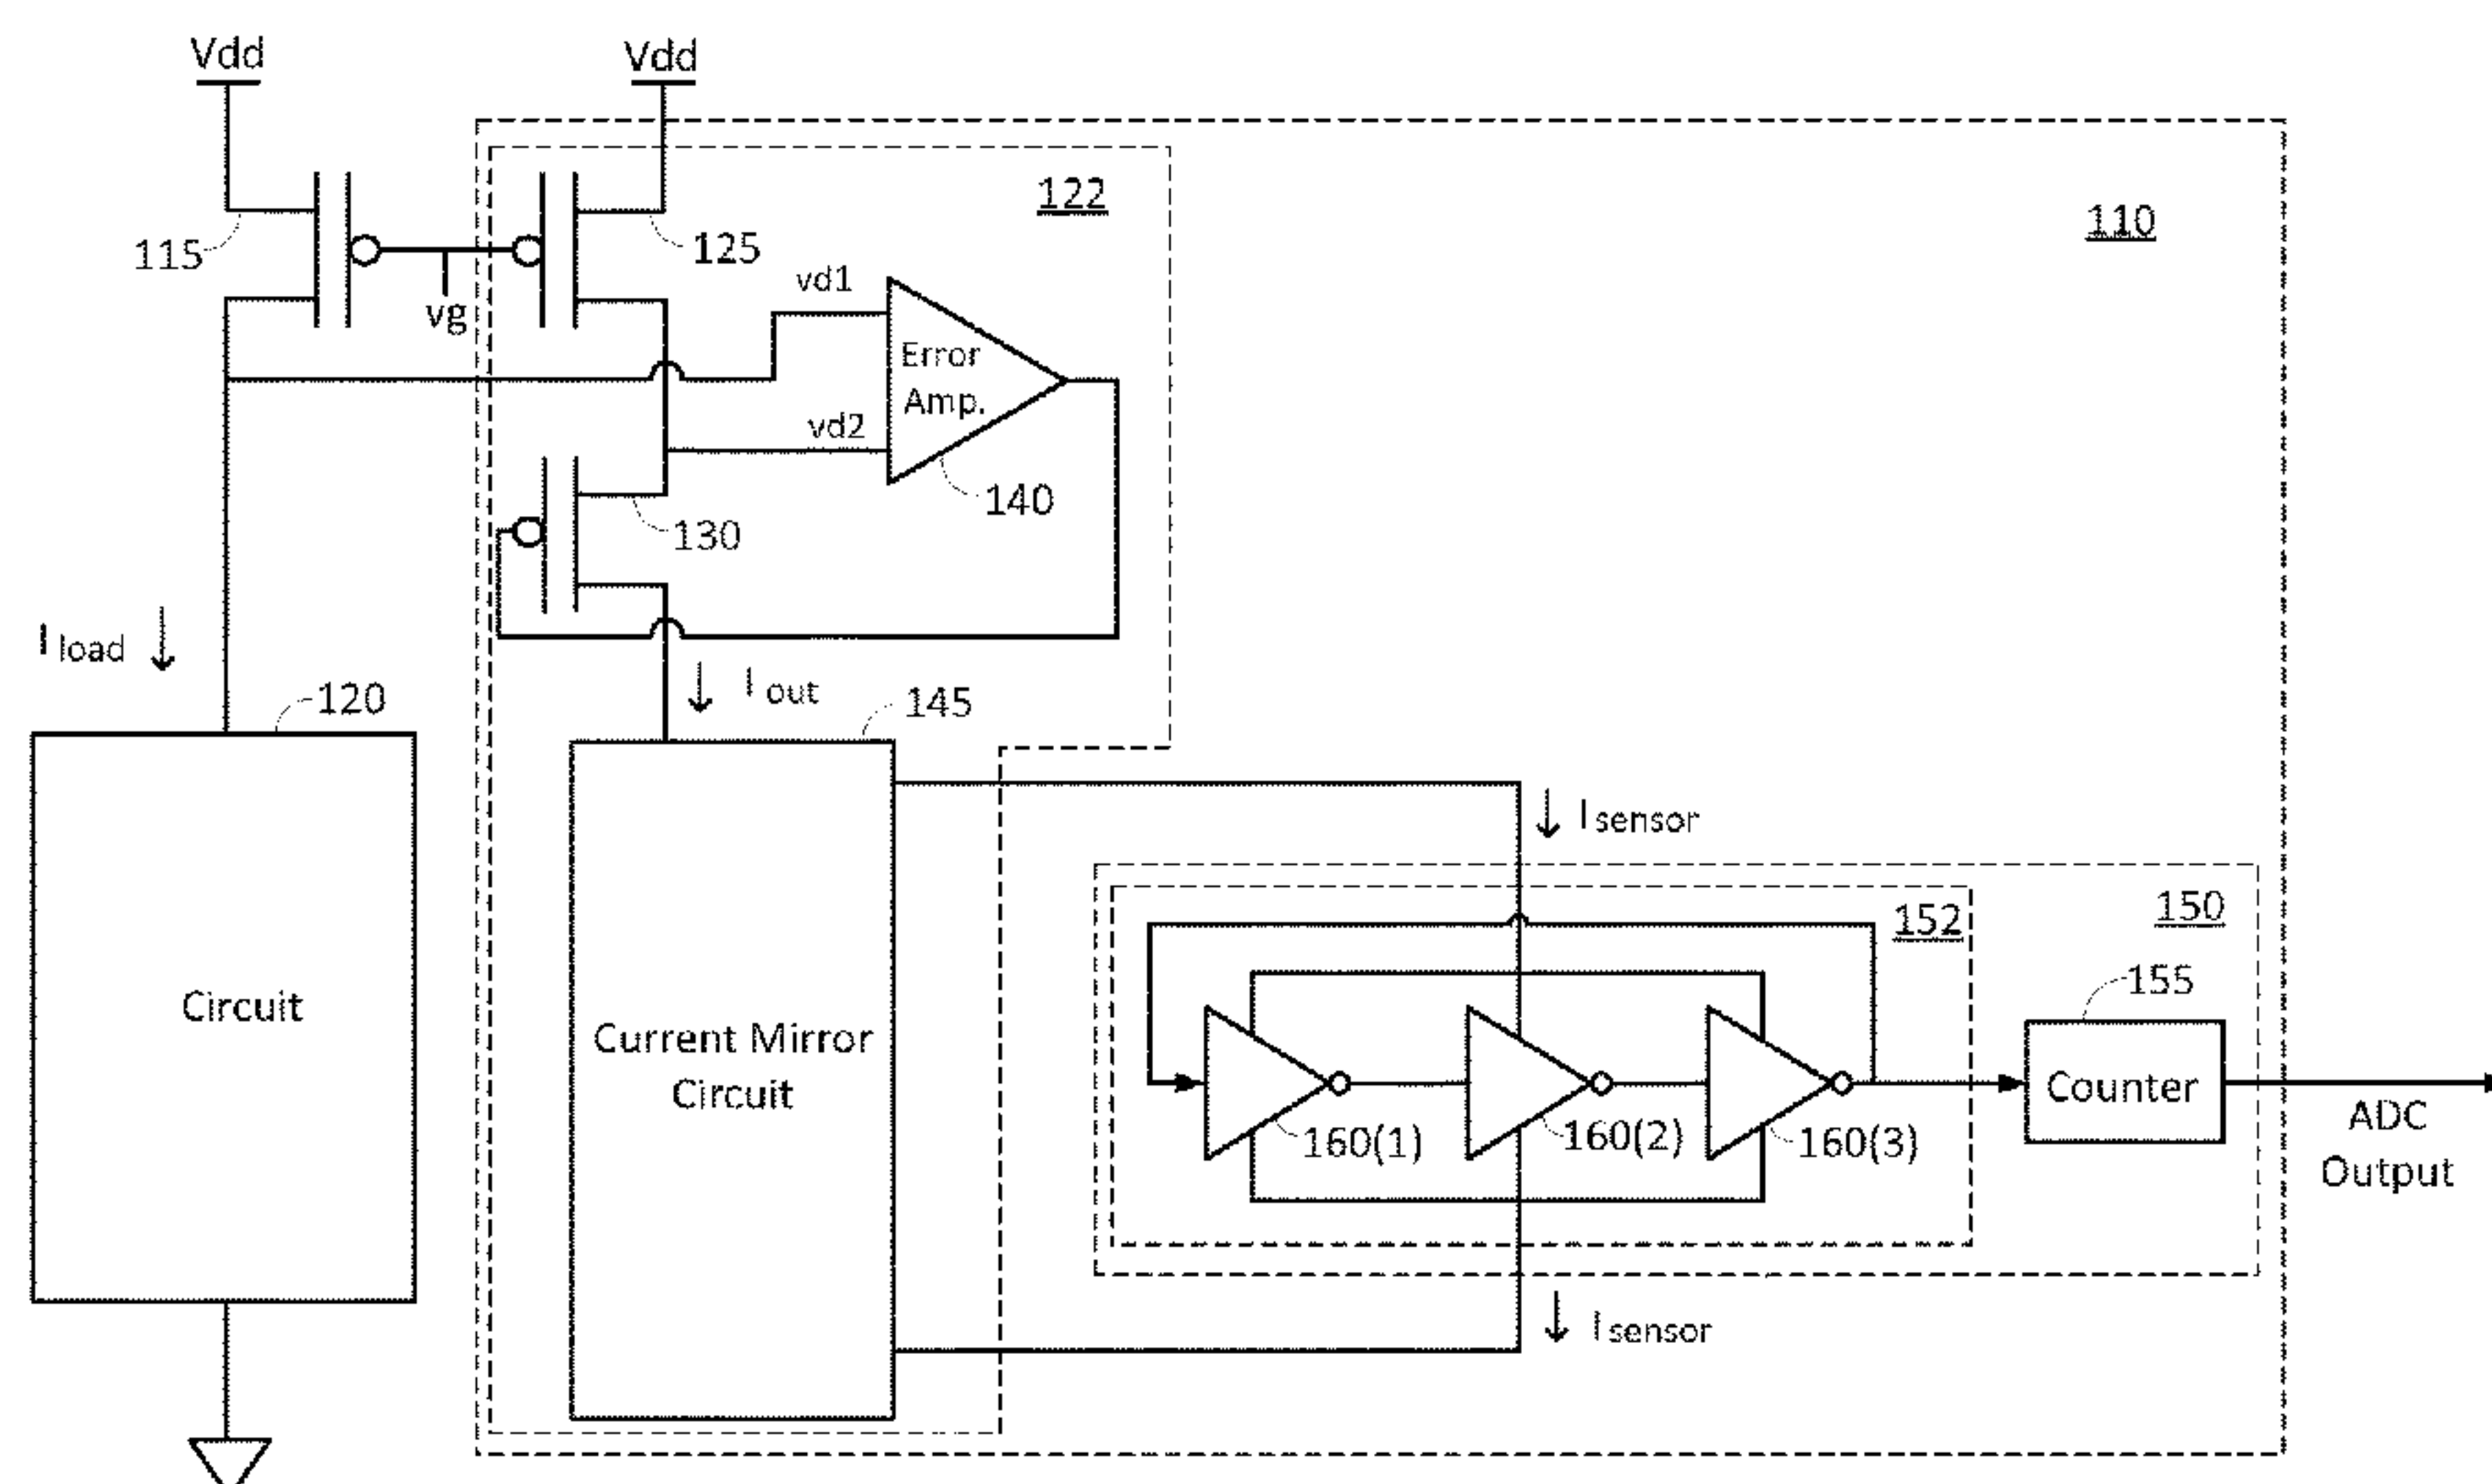 Vdd
Vdd
122
110
115
125
vg
vd1
Error
Amp.
vd2
140
130
I load
I out
120
145
I sensor
Circuit
Current Mirror
Circuit
152
150
155
Counter
160(1)
160(2)
160(3)
ADC
Output
I sensor